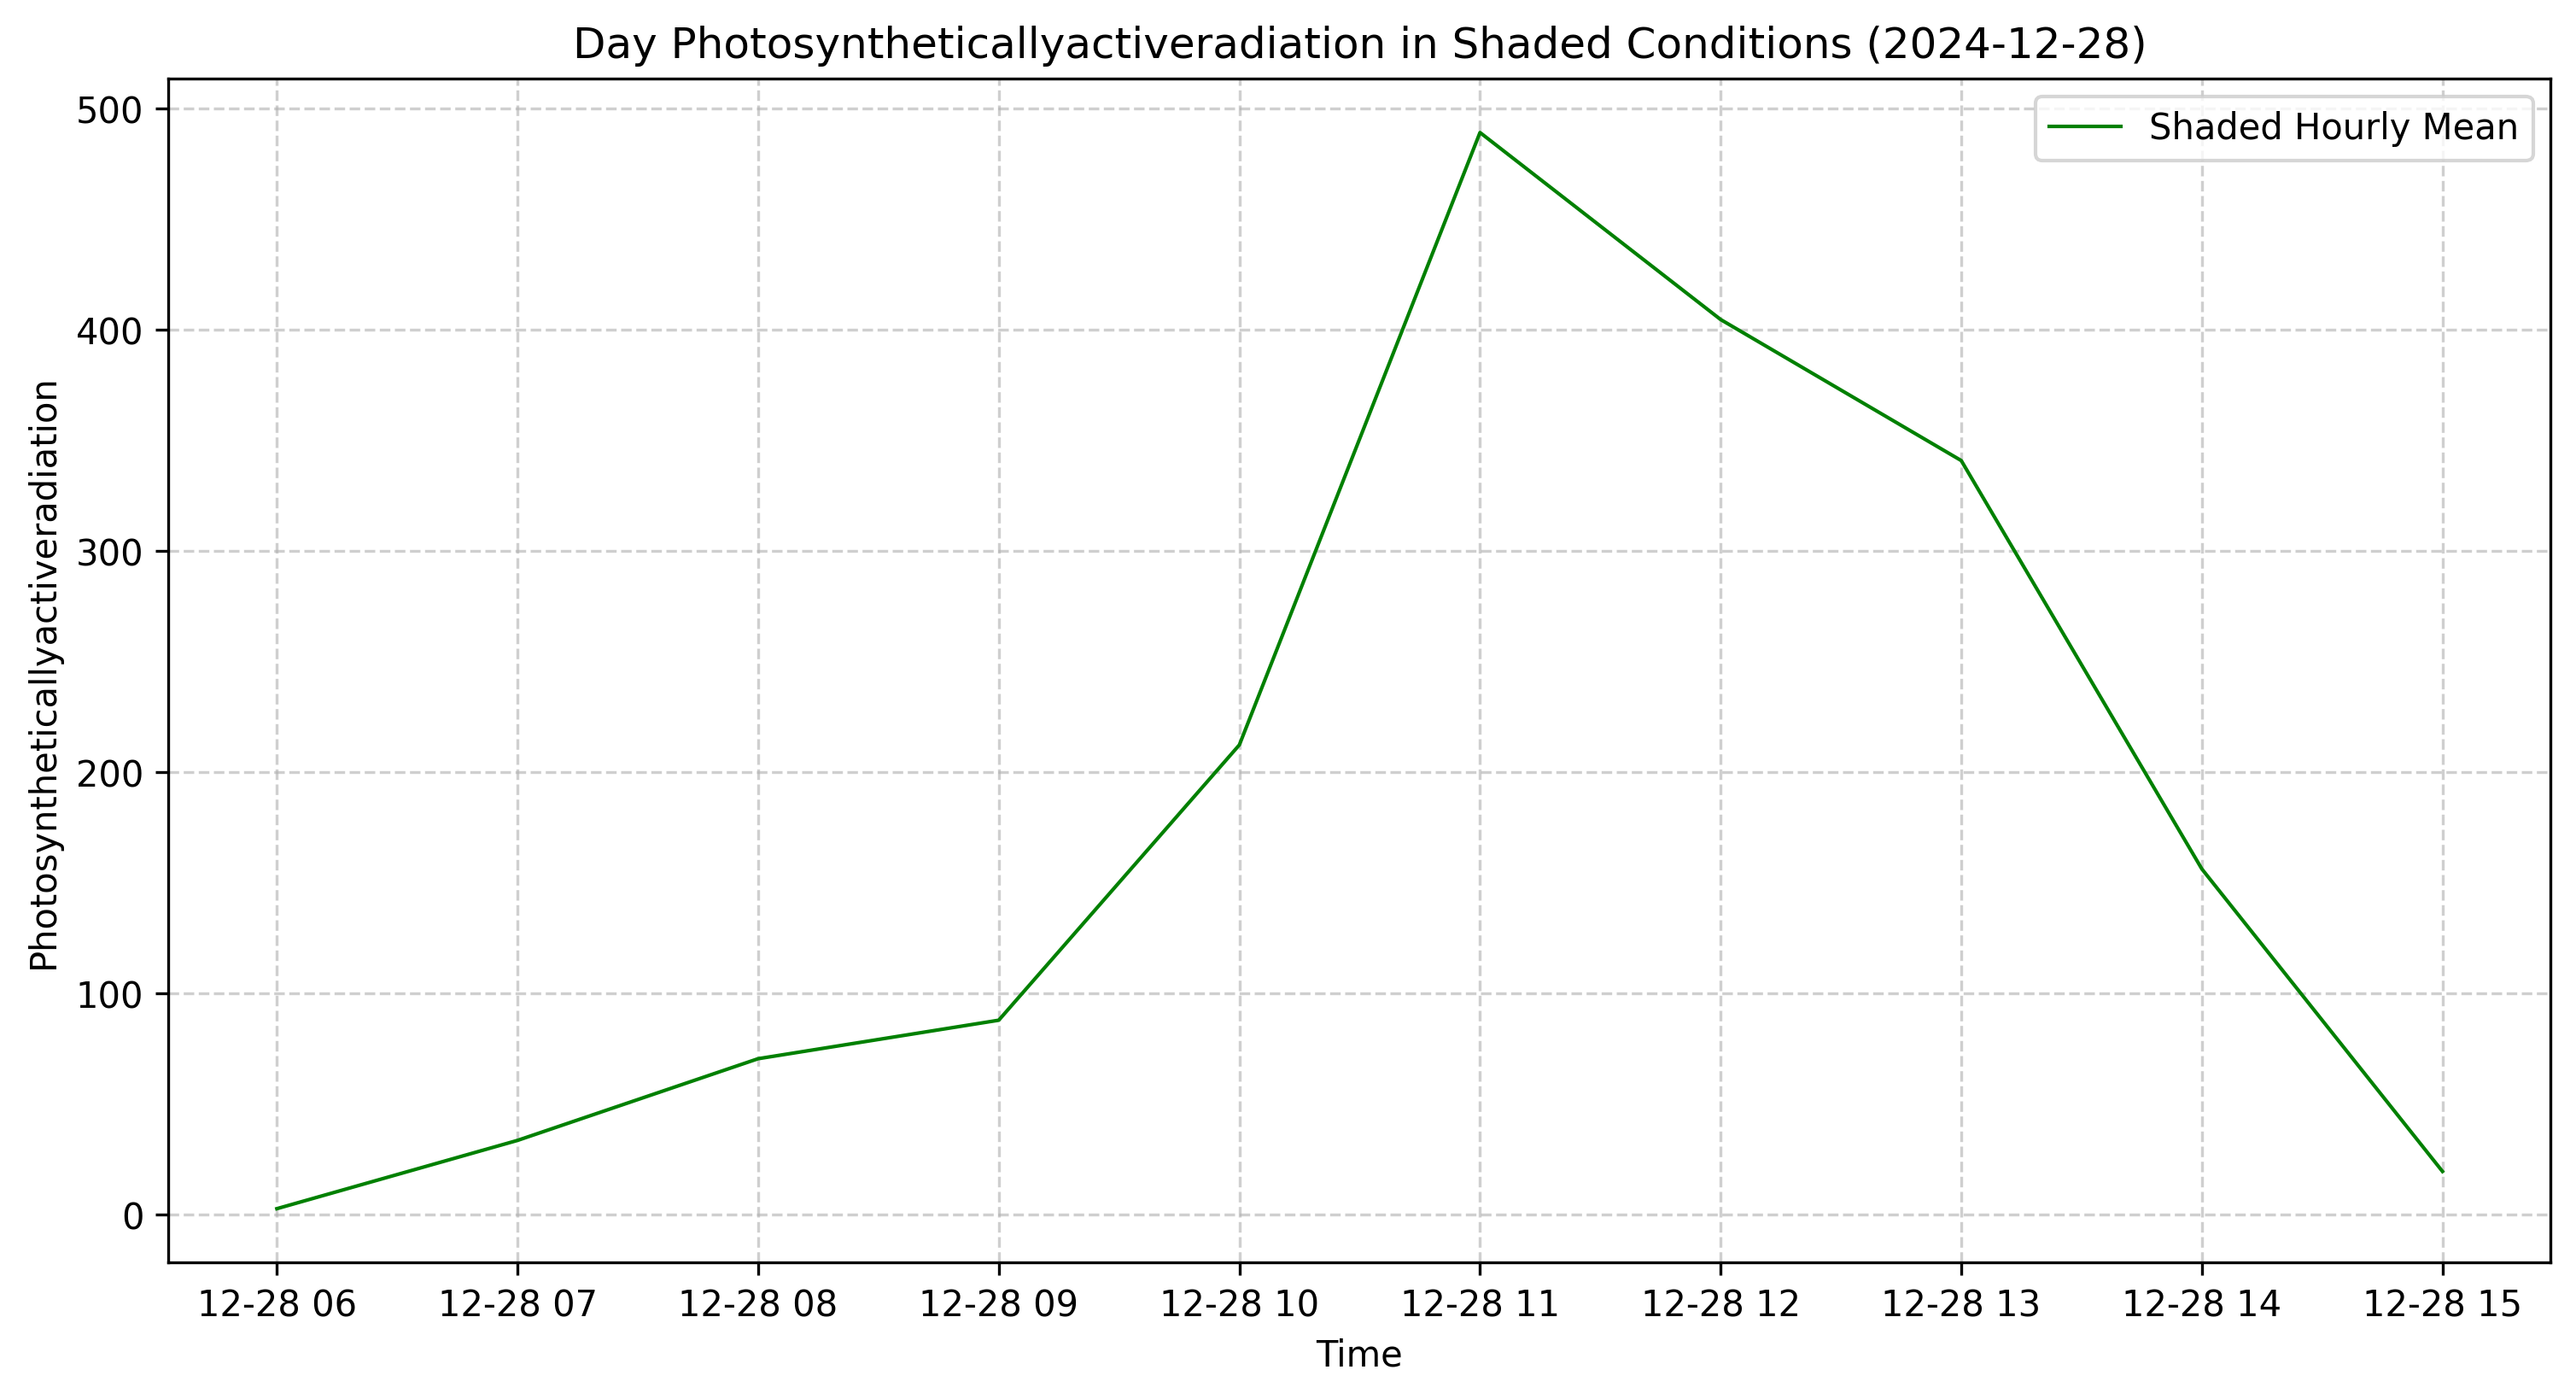 Day Photosyntheticallyactiveradiation in Shaded Conditions (2024-12-28)
Shaded Hourly Mean
Photosyntheticallyactiveradiation
500
400
300
200
100
0
12-28 06 12-28 07 12-28 08 12-28 09 12-28 10 12-28 11 12-28 12 12-28 13 12-28 14 12-28 15
Time